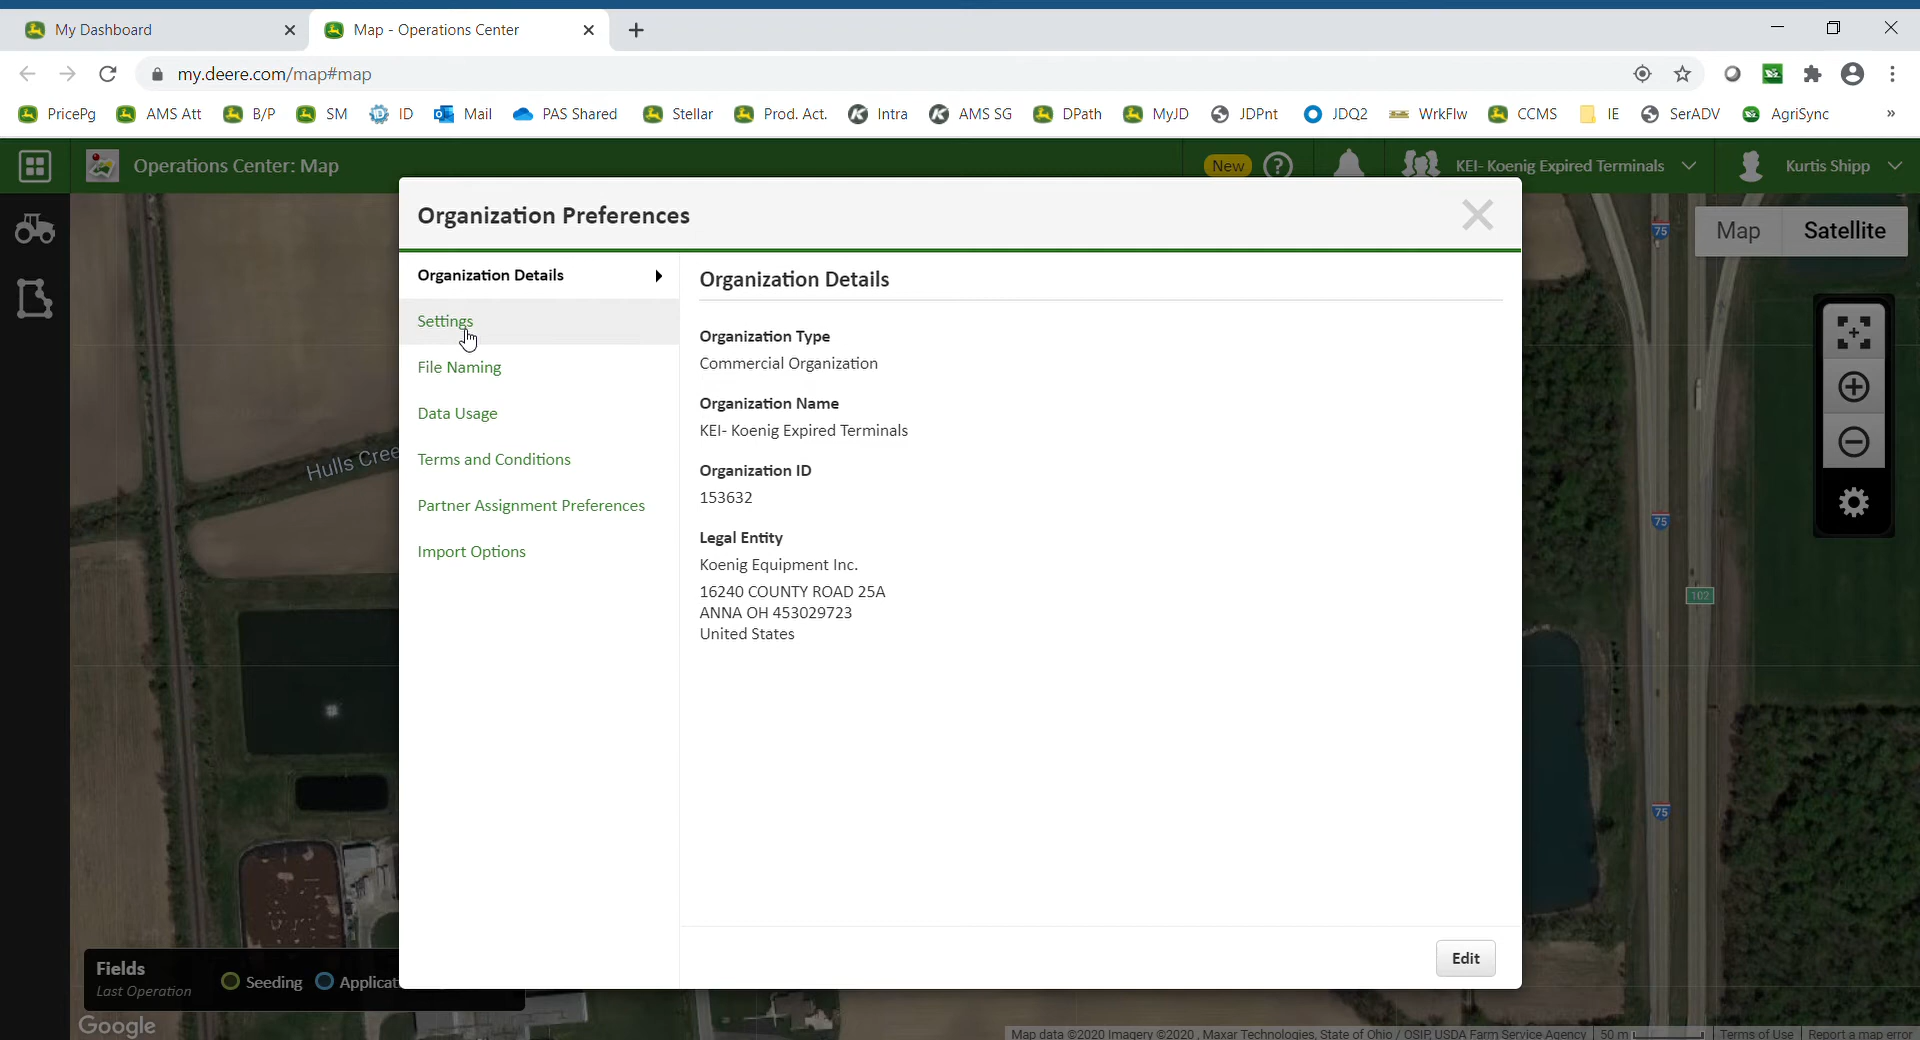 My Dashboard
Map - Operations Center
my.deere.com/map#map
PricePg
AMS Att
B/P
SM
ID
Mail
PAS Shared
Stellar
Prod. Act.
Intra
AMS SG
DPath
MyJD
JDPnt
JDQ2
WrkFlw
CCMS
IE
SerADV
AgriSync
»
Operations Center: Map
New
KEI- Koenig Expired Terminals
Kurtis Shipp
Organization Preferences
Map
Satellite
Organization Details
Settings
File Naming
Data Usage
Terms and Conditions
Partner Assignment Preferences
Import Options
Organization Details
Organization Type
Commercial Organization
Organization Name
KEI- Koenig Expired Terminals
Organization ID
153632
Legal Entity
Koenig Equipment Inc.
16240 COUNTY ROAD 25A
ANNA OH 453029723
United States
Edit
Hulls Cree
75
75
102
75
Fields
Last Operation
Seeding
Applicat
Google
Map data ©2020 Imagery ©2020 , Maxar Technologies, State of Ohio / OSIP, USDA Farm Service Agency
50 m
Terms of Use
Report a map error